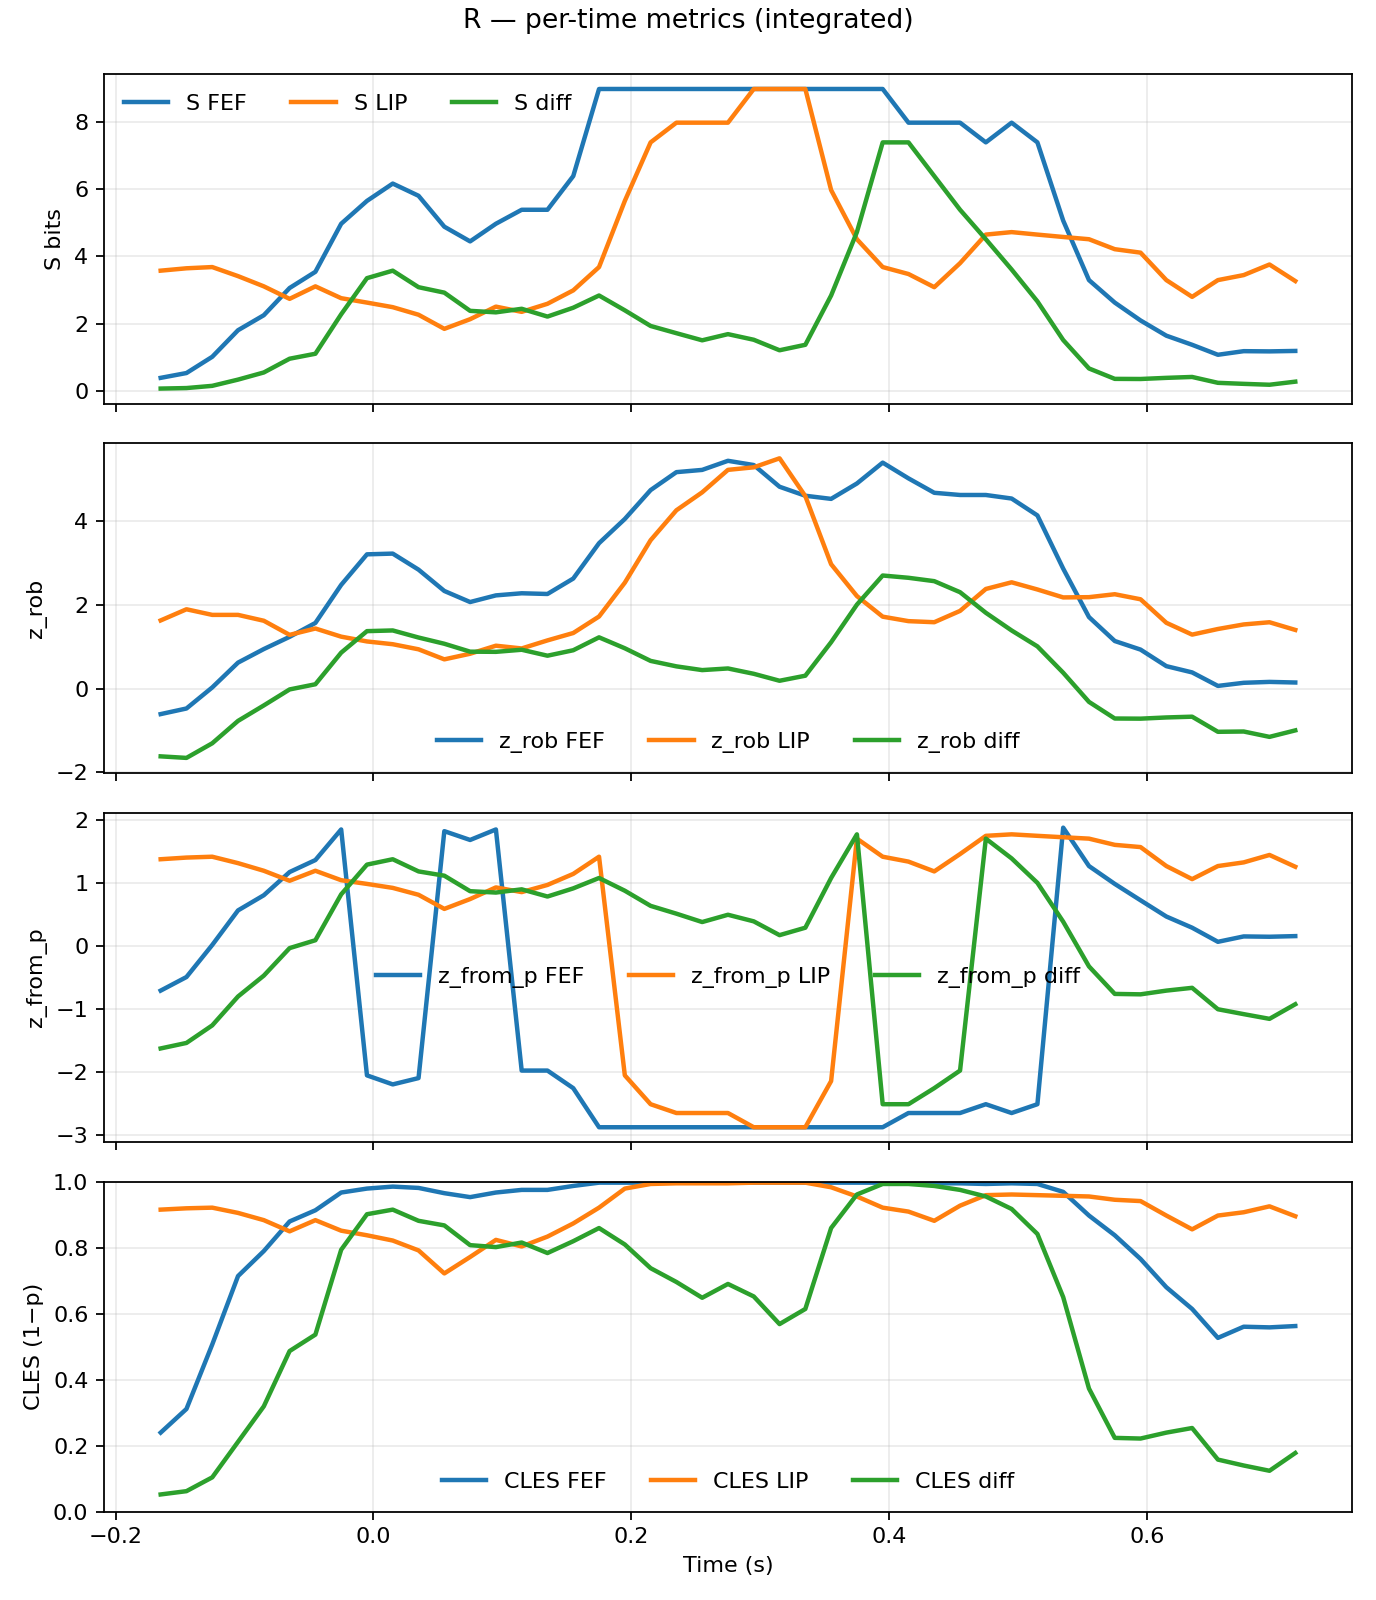 R — per-time metrics (integrated)
S FEF S LIP S diff
S bits
8
6
4
2
0
z_rob
4
2
0
−2
z_rob FEF z_rob LIP z_rob diff
z_from_p
2
1
0
−1
−2
−3
z_from_p FEF z_from_p LIP z_from_p diff
CLES (1−p)
1.0
0.8
0.6
0.4
0.2
0.0
CLES FEF CLES LIP CLES diff
−0.2 0.0 0.2 0.4 0.6
Time (s)